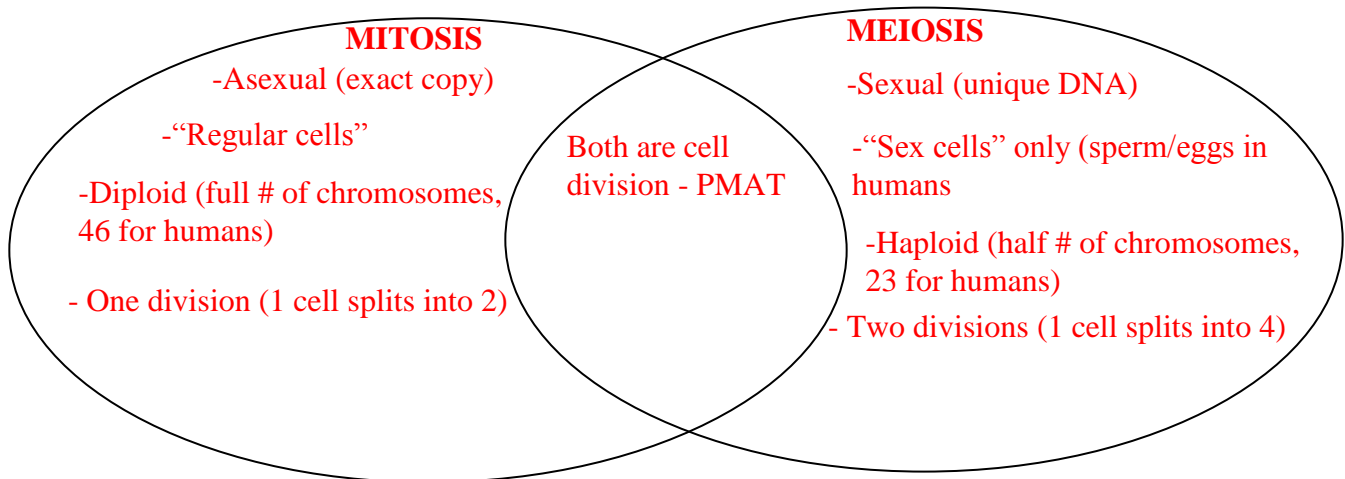 MITOSIS
-Asexual (exact copy)
-“Regular cells”
-Diploid (full # of chromosomes,
46 for humans)
- One division (1 cell splits into 2)
Both are cell
division - PMAT
MEIOSIS
-Sexual (unique DNA)
-“Sex cells” only (sperm/eggs in
humans
-Haploid (half # of chromosomes,
23 for humans)
- Two divisions (1 cell splits into 4)